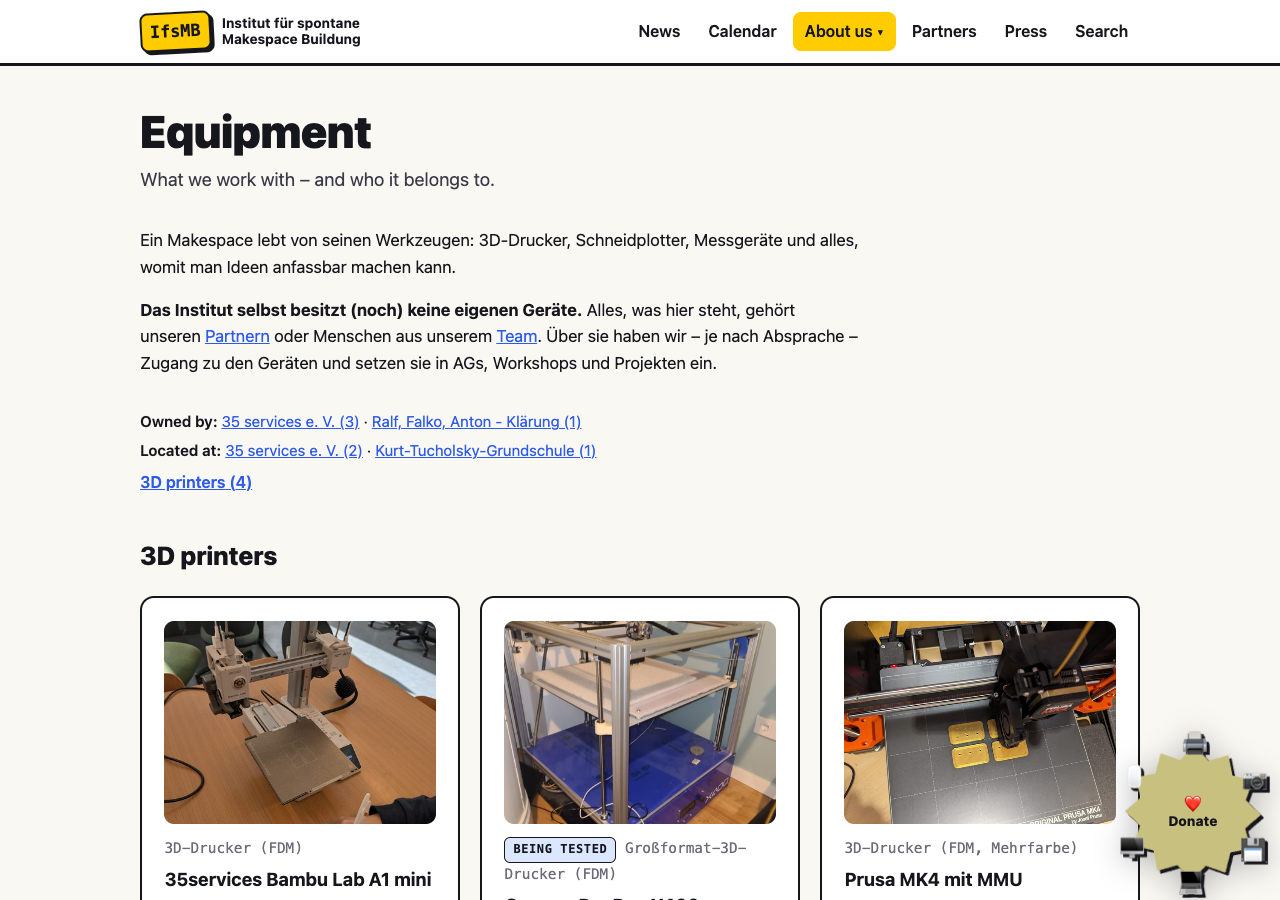 IfsMB
Institut für spontane
Makespace Buildung
News
Calendar
About us ▾
Partners
Press
Search
Equipment
What we work with – and who it belongs to.
Ein Makespace lebt von seinen Werkzeugen: 3D-Drucker, Schneidplotter, Messgeräte und alles,
womit man Ideen anfassbar machen kann.
Das Institut selbst besitzt (noch) keine eigenen Geräte. Alles, was hier steht, gehört
unseren Partnern oder Menschen aus unserem Team. Über sie haben wir – je nach Absprache –
Zugang zu den Geräten und setzen sie in AGs, Workshops und Projekten ein.
Owned by: 35 services e. V. (3) · Ralf, Falko, Anton - Klärung (1)
Located at: 35 services e. V. (2) · Kurt-Tucholsky-Grundschule (1)
3D printers (4)
3D printers
ORIGINAL PRUSA MK4
3D-Drucker (FDM)
35services Bambu Lab A1 mini
BEING TESTED Großformat-3D-
Drucker (FDM)
3D-Drucker (FDM, Mehrfarbe)
Prusa MK4 mit MMU
Donate